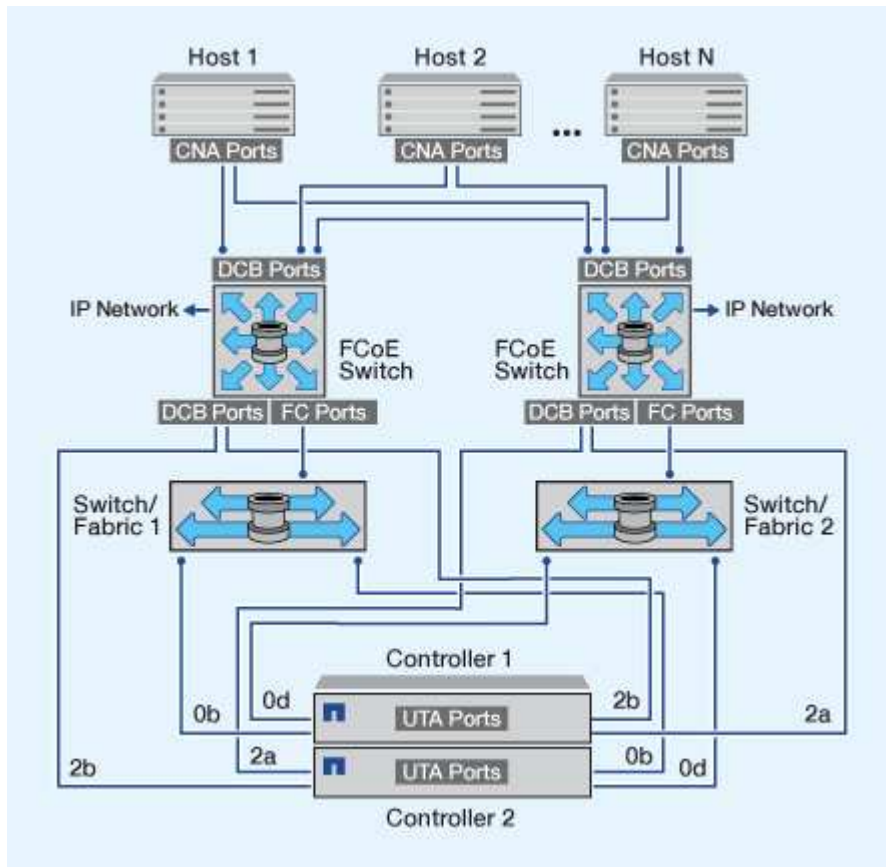 Host 1
Host 2
Host N
...
CNA Ports
CNA Ports
CNA Ports
DCB Ports
DCB Ports
IP Network
IP Network
FCoE
Switch
FCoE
Switch
DCB Ports
FC Ports
DCB Ports
FC Ports
Switch/
Fabric 1
Switch/
Fabric 2
Controller 1
0b
0d
UTA Ports
2b
2a
2b
2a
UTA Ports
0b
0d
Controller 2